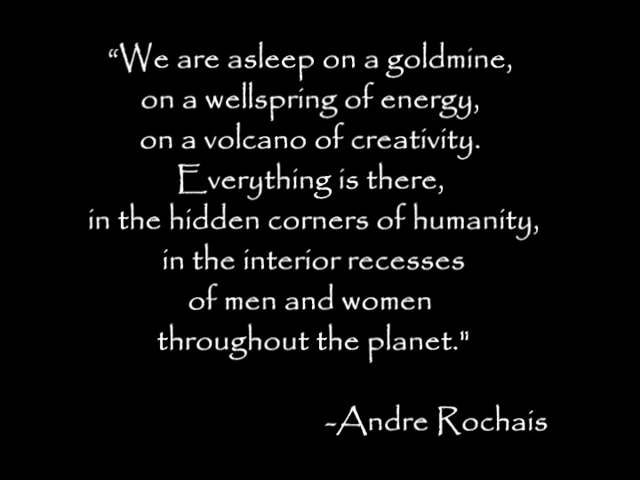 “We are asleep on a goldmine,
on a wellspring of energy,
on a volcano of creativity.
Everything is there,
in the hidden corners of humanity,
in the interior recesses
of men and women
throughout the planet."
-Andre Rochais